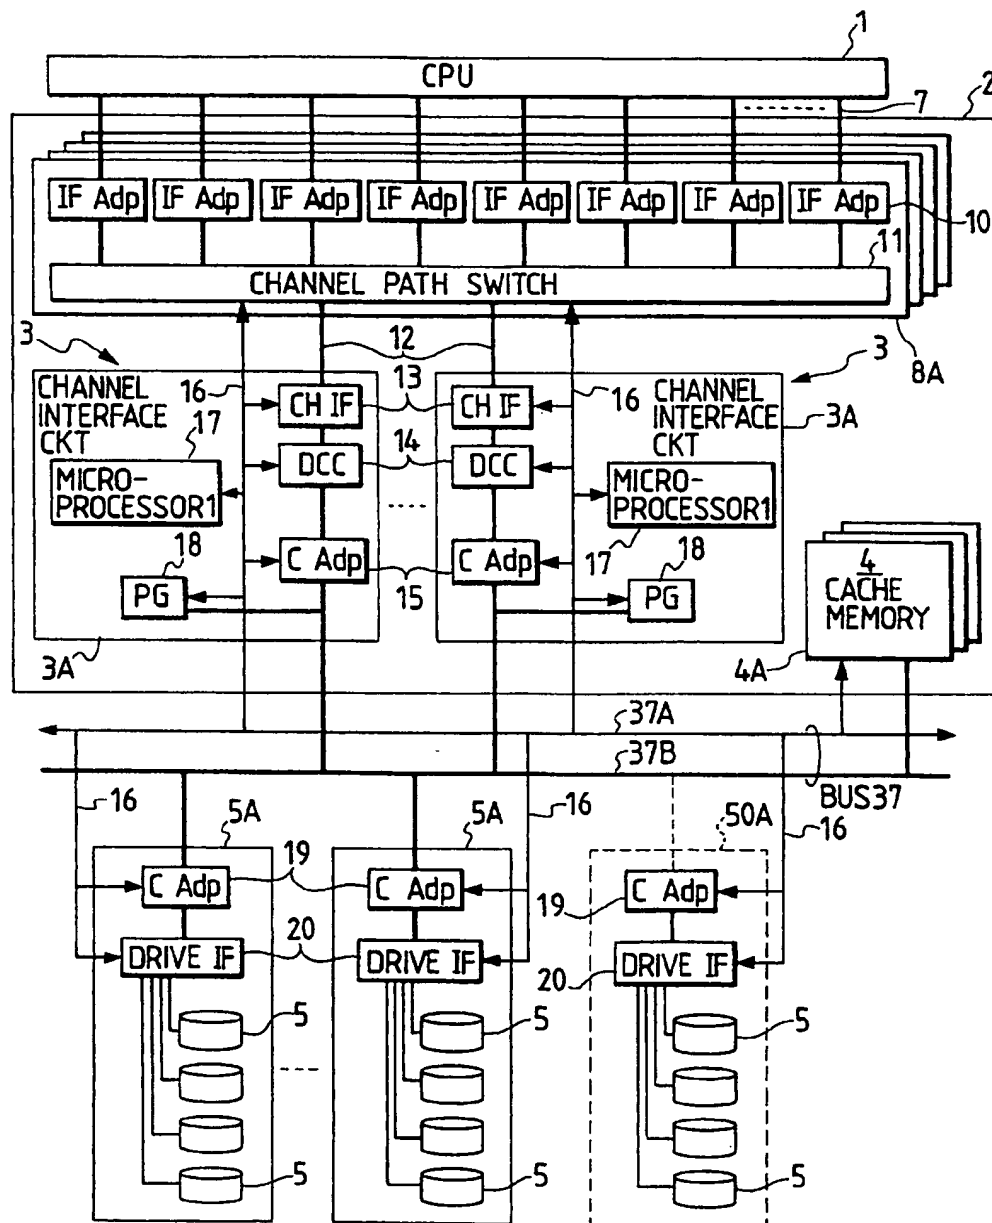 1
CPU
2
7
IF Adp IF Adp IF Adp IF Adp IF Adp IF Adp IF Adp IF Adp
10
11
CHANNEL PATH SWITCH
8A
3
12
3
CHANNEL
INTERFACE
CKT
16
CH IF
13
CH IF
16
CHANNEL
INTERFACE
CKT
3A
17
MICRO-
PROCESSOR1
DCC
14
DCC
MICRO-
PROCESSOR1
17
18
PG
C Adp
15
C Adp
18
PG
3A
4
CACHE
MEMORY
4A
37A
37B
BUS37
16
5A
5A
16
50A
16
C Adp
19
C Adp
19
C Adp
DRIVE IF
20
DRIVE IF
20
DRIVE IF
5
5
5
5
5
5